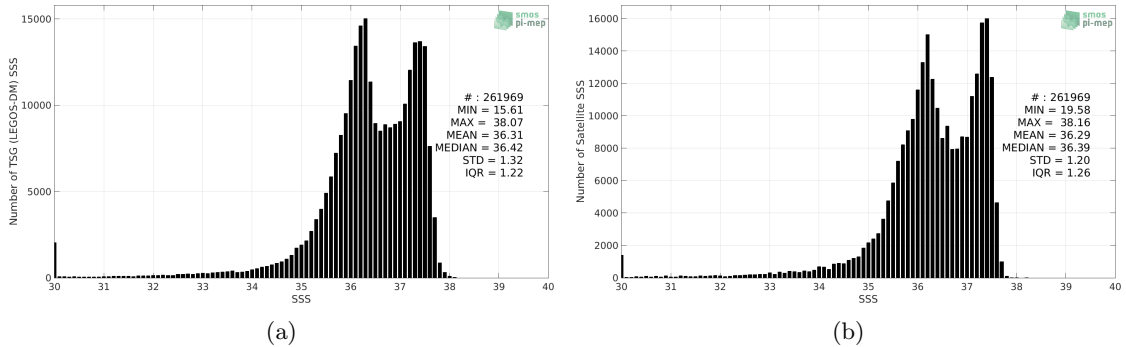 15000
10000
5000
0
Number of TSG (LEGOS-DM) SSS
smos
pi-mep
# : 261969
MIN = 15.61
MAX = 38.07
MEAN = 36.31
MEDIAN = 36.42
STD = 1.32
IQR = 1.22
30 31 32 33 34 35 36 37 38 39 40
SSS
(a)
16000
14000
12000
10000
8000
6000
4000
2000
0
Number of Satellite SSS
smos
pi-mep
# : 261969
MIN = 19.58
MAX = 38.16
MEAN = 36.29
MEDIAN = 36.39
STD = 1.20
IQR = 1.26
30 31 32 33 34 35 36 37 38 39 40
SSS
(b)